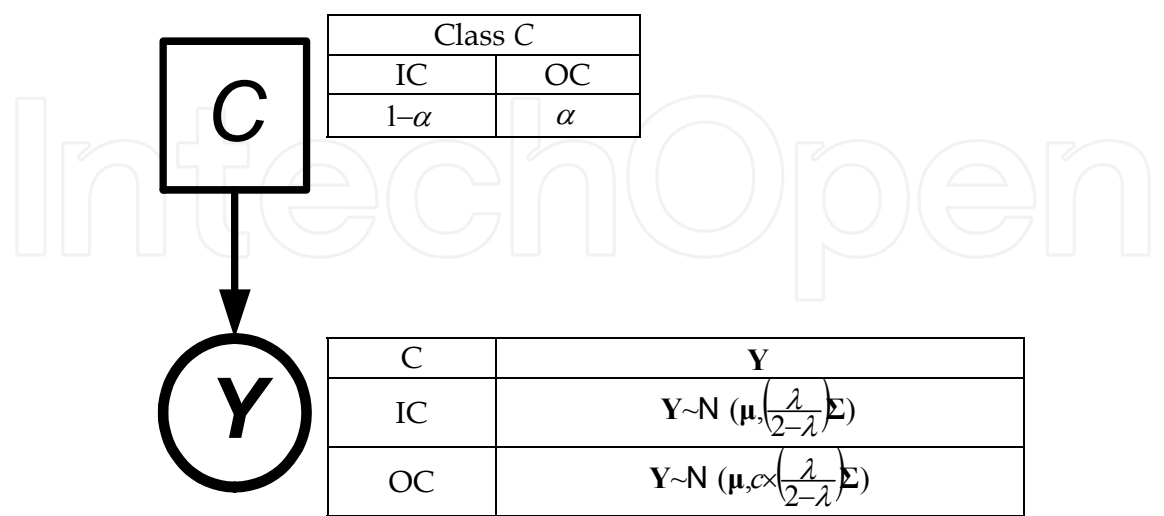 C
Class C
IC OC
1–α α
IntechOpen
Y
C Y
IC Y~N (μ,(λ/2–λ)Σ)
OC Y~N (μ,c×(λ/2–λ)Σ)